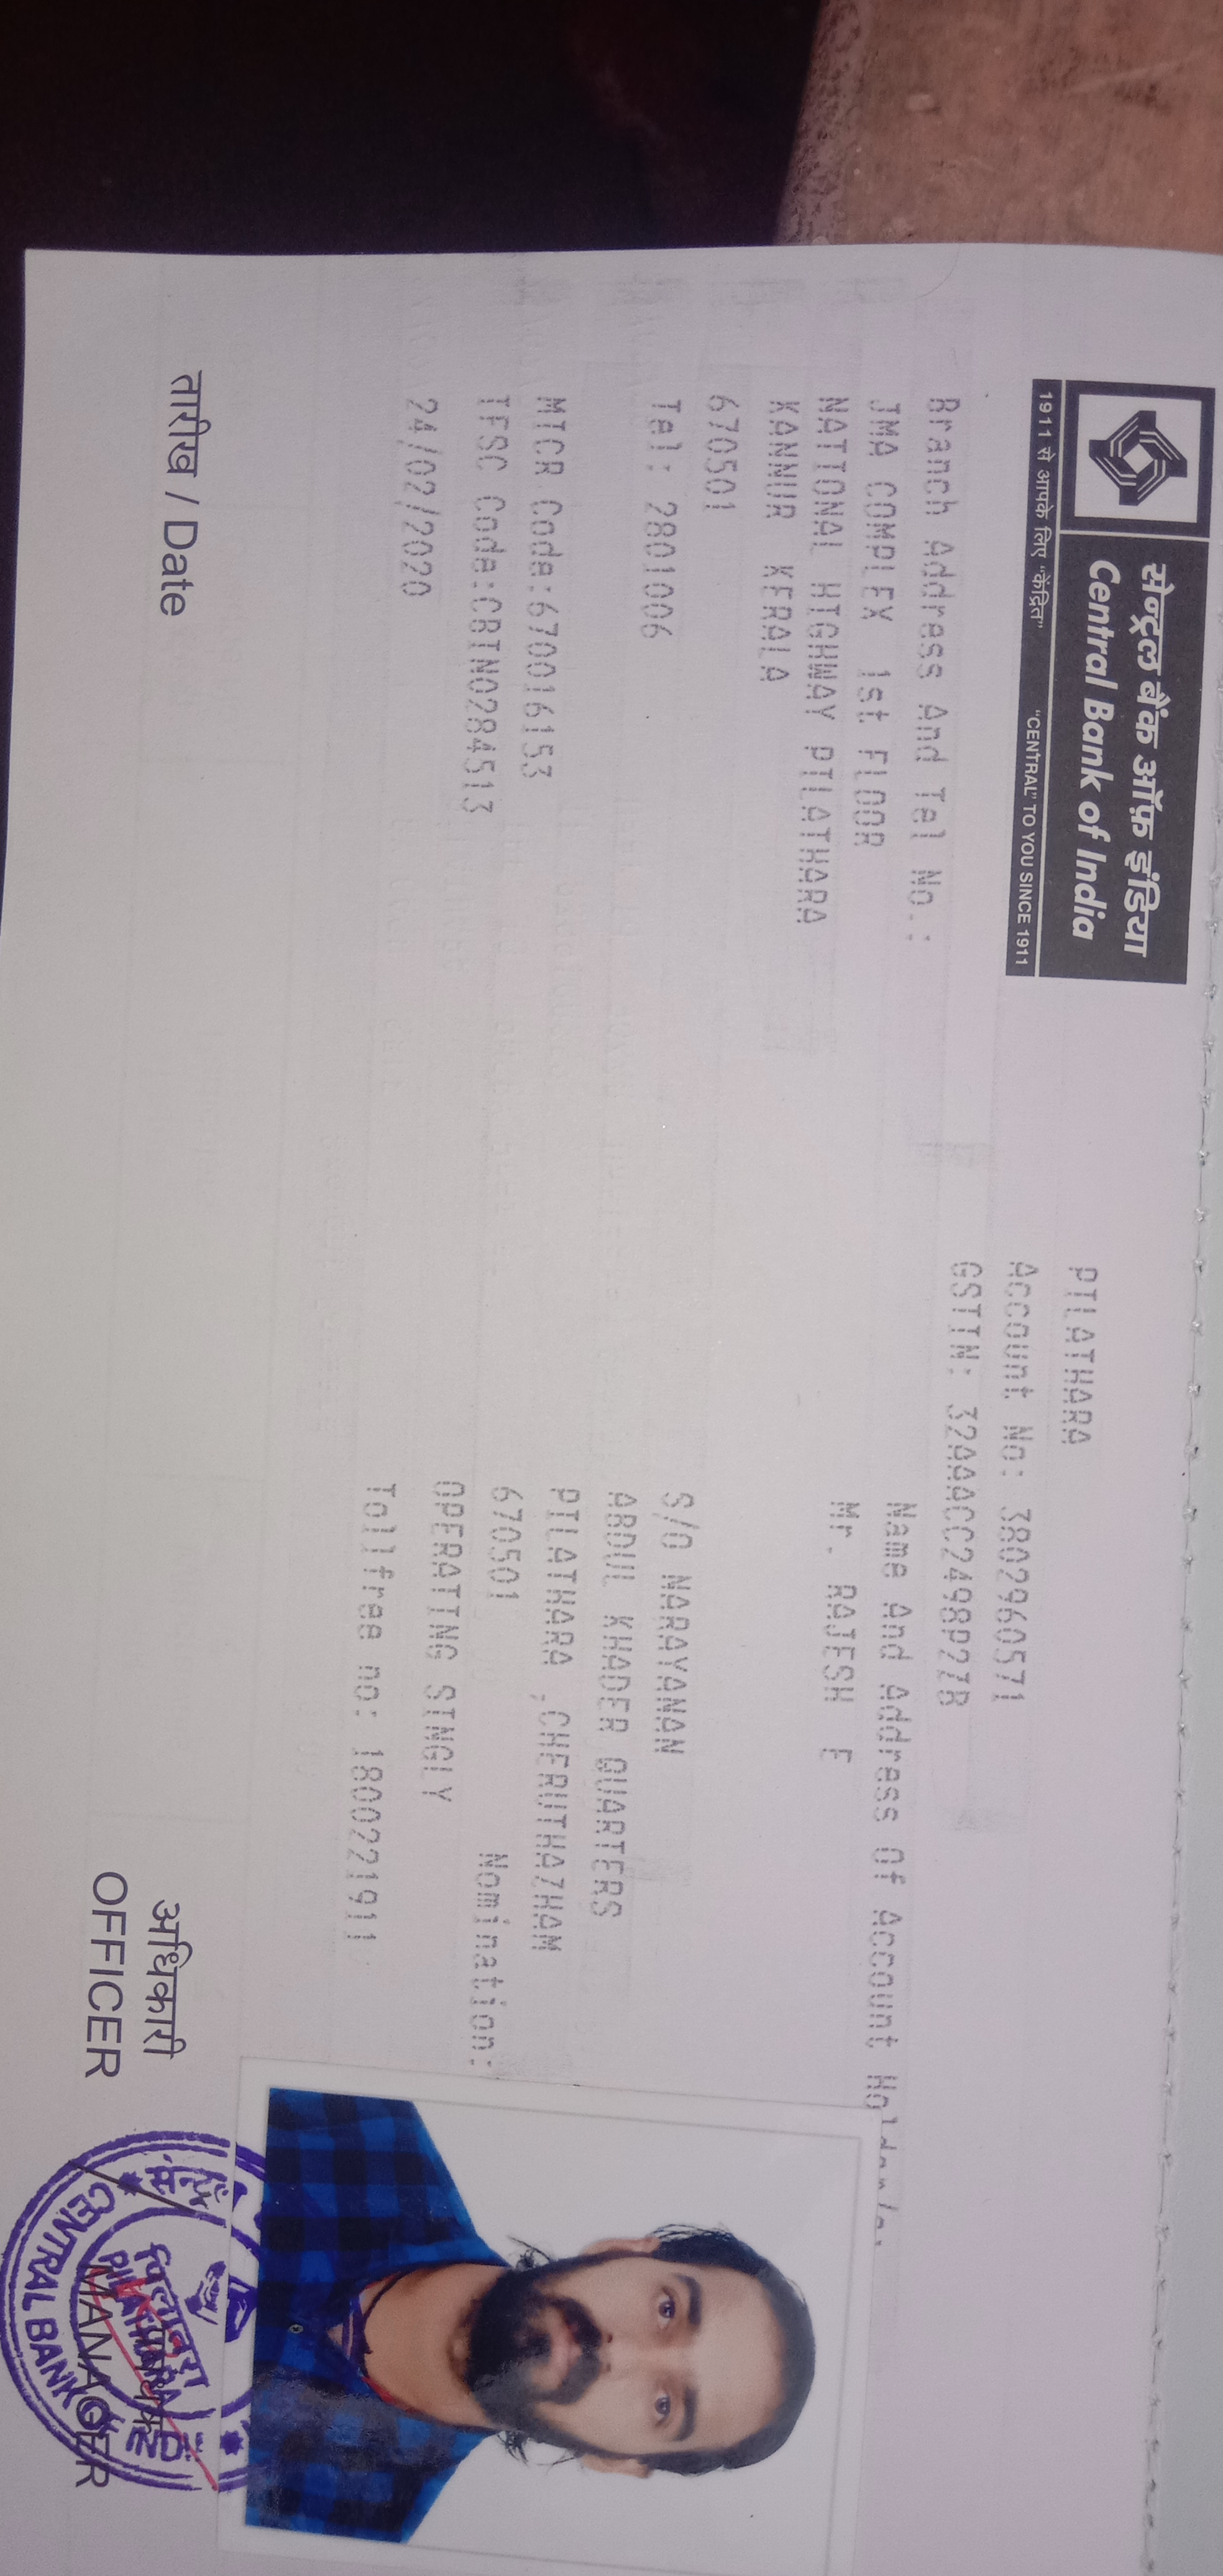 सेन्ट्रल बैंक ऑफ़ इंडिया
Central Bank of India
1911 से आपके लिए "केंद्रित" "CENTRAL" TO YOU SINCE 1911
PILATHARA
Account No: 3802960571
GSTIN: 32AAACC2498P2TB
Branch Address And Tel No.:
JMA COMPLEX 1st FLOOR
NATIONAL HIGHWAY PILATHARA
KANNUR KERALA
670501
Tel: 2801006
MICR Code:670016153
IFSC Code:CBIN0284513
24/02/2020
Name And Address Of Account Holder/s:
Mr. RAJESH E
S/O NARAYANAN
ABDUL KHADER QUARTERS
PILATHARA ,CHERUTHAZHAM
670501 Nomination:
OPERATING SINGLY
Tollfree no: 1800221911
तारीख / Date
अधिकारी
OFFICER
MANAGER
CENTRAL BANK OF
पिलात्तरा
PILATHARA